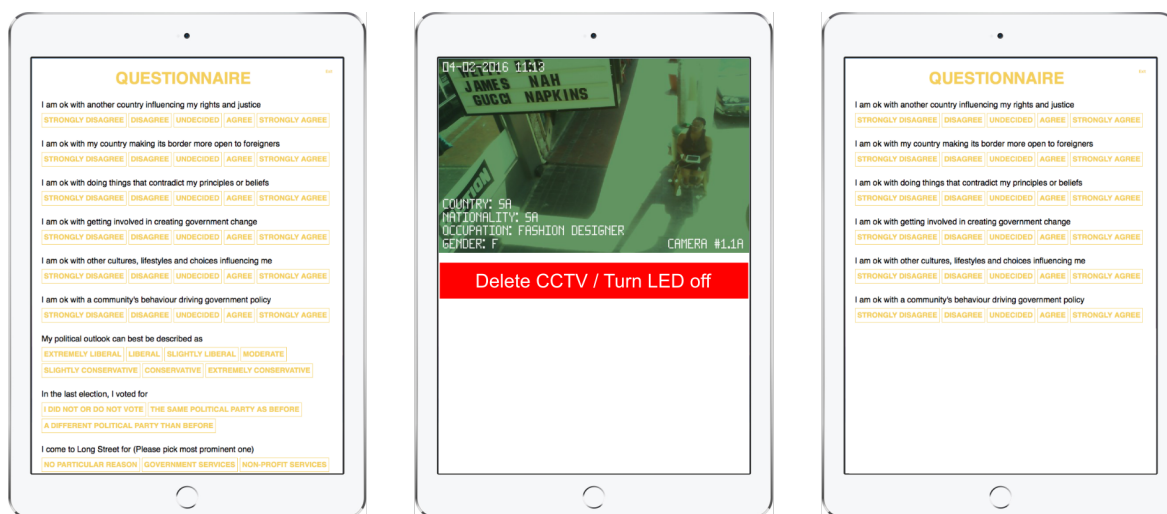 QUESTIONNAIRE
I am ok with another country influencing my rights and justice
STRONGLY DISAGREE DISAGREE UNDECIDED AGREE STRONGLY AGREE
I am ok with my country making its border more open to foreigners
STRONGLY DISAGREE DISAGREE UNDECIDED AGREE STRONGLY AGREE
I am ok with doing things that contradict my principles or beliefs
STRONGLY DISAGREE DISAGREE UNDECIDED AGREE STRONGLY AGREE
I am ok with getting involved in creating government change
STRONGLY DISAGREE DISAGREE UNDECIDED AGREE STRONGLY AGREE
I am ok with other cultures, lifestyles and choices influencing me
STRONGLY DISAGREE DISAGREE UNDECIDED AGREE STRONGLY AGREE
I am ok with a community's behaviour driving government policy
STRONGLY DISAGREE DISAGREE UNDECIDED AGREE STRONGLY AGREE
My political outlook can best be described as
EXTREMELY LIBERAL LIBERAL SLIGHTLY LIBERAL MODERATE
SLIGHTLY CONSERVATIVE CONSERVATIVE EXTREMELY CONSERVATIVE
In the last election, I voted for
I DID NOT OR DO NOT VOTE THE SAME POLITICAL PARTY AS BEFORE
A DIFFERENT POLITICAL PARTY THAN BEFORE
I come to Long Street for (Please pick most prominent one)
NO PARTICULAR REASON GOVERNMENT SERVICES NON-PROFIT SERVICES
04-02-2016 11:13
NAH
JAMES
GUCCI NAPKINS
COUNTRY: SA
NATIONALITY: SA
OCCUPATION: FASHION DESIGNER
GENDER: F
CAMERA #1.1A
Delete CCTV / Turn LED off
QUESTIONNAIRE
I am ok with another country influencing my rights and justice
STRONGLY DISAGREE DISAGREE UNDECIDED AGREE STRONGLY AGREE
I am ok with my country making its border more open to foreigners
STRONGLY DISAGREE DISAGREE UNDECIDED AGREE STRONGLY AGREE
I am ok with doing things that contradict my principles or beliefs
STRONGLY DISAGREE DISAGREE UNDECIDED AGREE STRONGLY AGREE
I am ok with getting involved in creating government change
STRONGLY DISAGREE DISAGREE UNDECIDED AGREE STRONGLY AGREE
I am ok with other cultures, lifestyles and choices influencing me
STRONGLY DISAGREE DISAGREE UNDECIDED AGREE STRONGLY AGREE
I am ok with a community's behaviour driving government policy
STRONGLY DISAGREE DISAGREE UNDECIDED AGREE STRONGLY AGREE